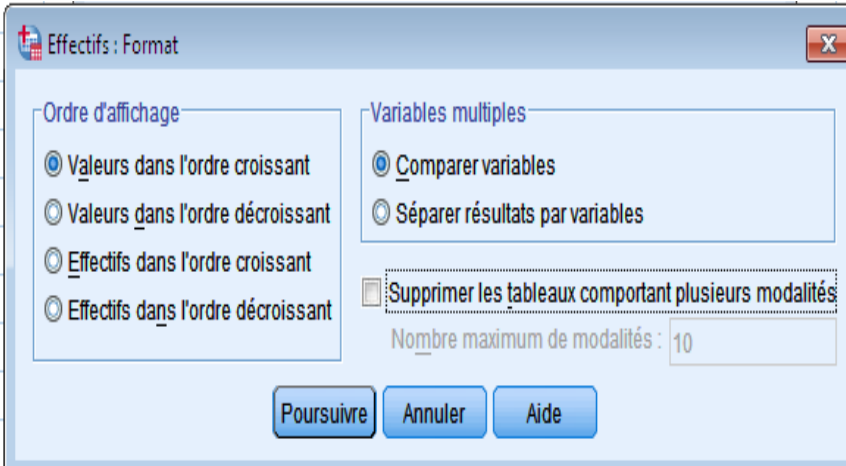 Effectifs : Format
Ordre d'affichage
Valeurs dans l'ordre croissant
Valeurs dans l'ordre décroissant
Effectifs dans l'ordre croissant
Effectifs dans l'ordre décroissant
Variables multiples
Comparer variables
Séparer résultats par variables
Supprimer les tableaux comportant plusieurs modalités
Nombre maximum de modalités : 10
Poursuivre Annuler Aide